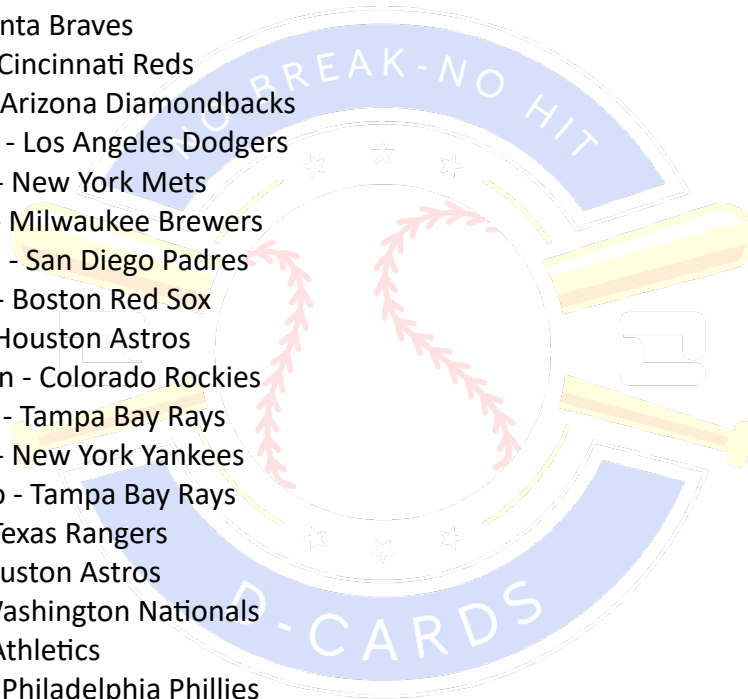 nta Braves
Cincinnati Reds
Arizona Diamondbacks
- Los Angeles Dodgers
- New York Mets
Milwaukee Brewers
- San Diego Padres
- Boston Red Sox
Houston Astros
n - Colorado Rockies
- Tampa Bay Rays
- New York Yankees
o - Tampa Bay Rays
Texas Rangers
uston Astros
Washington Nationals
Athletics
Philadelphia Phillies
NO BREAK-NO HIT
D-CARDS